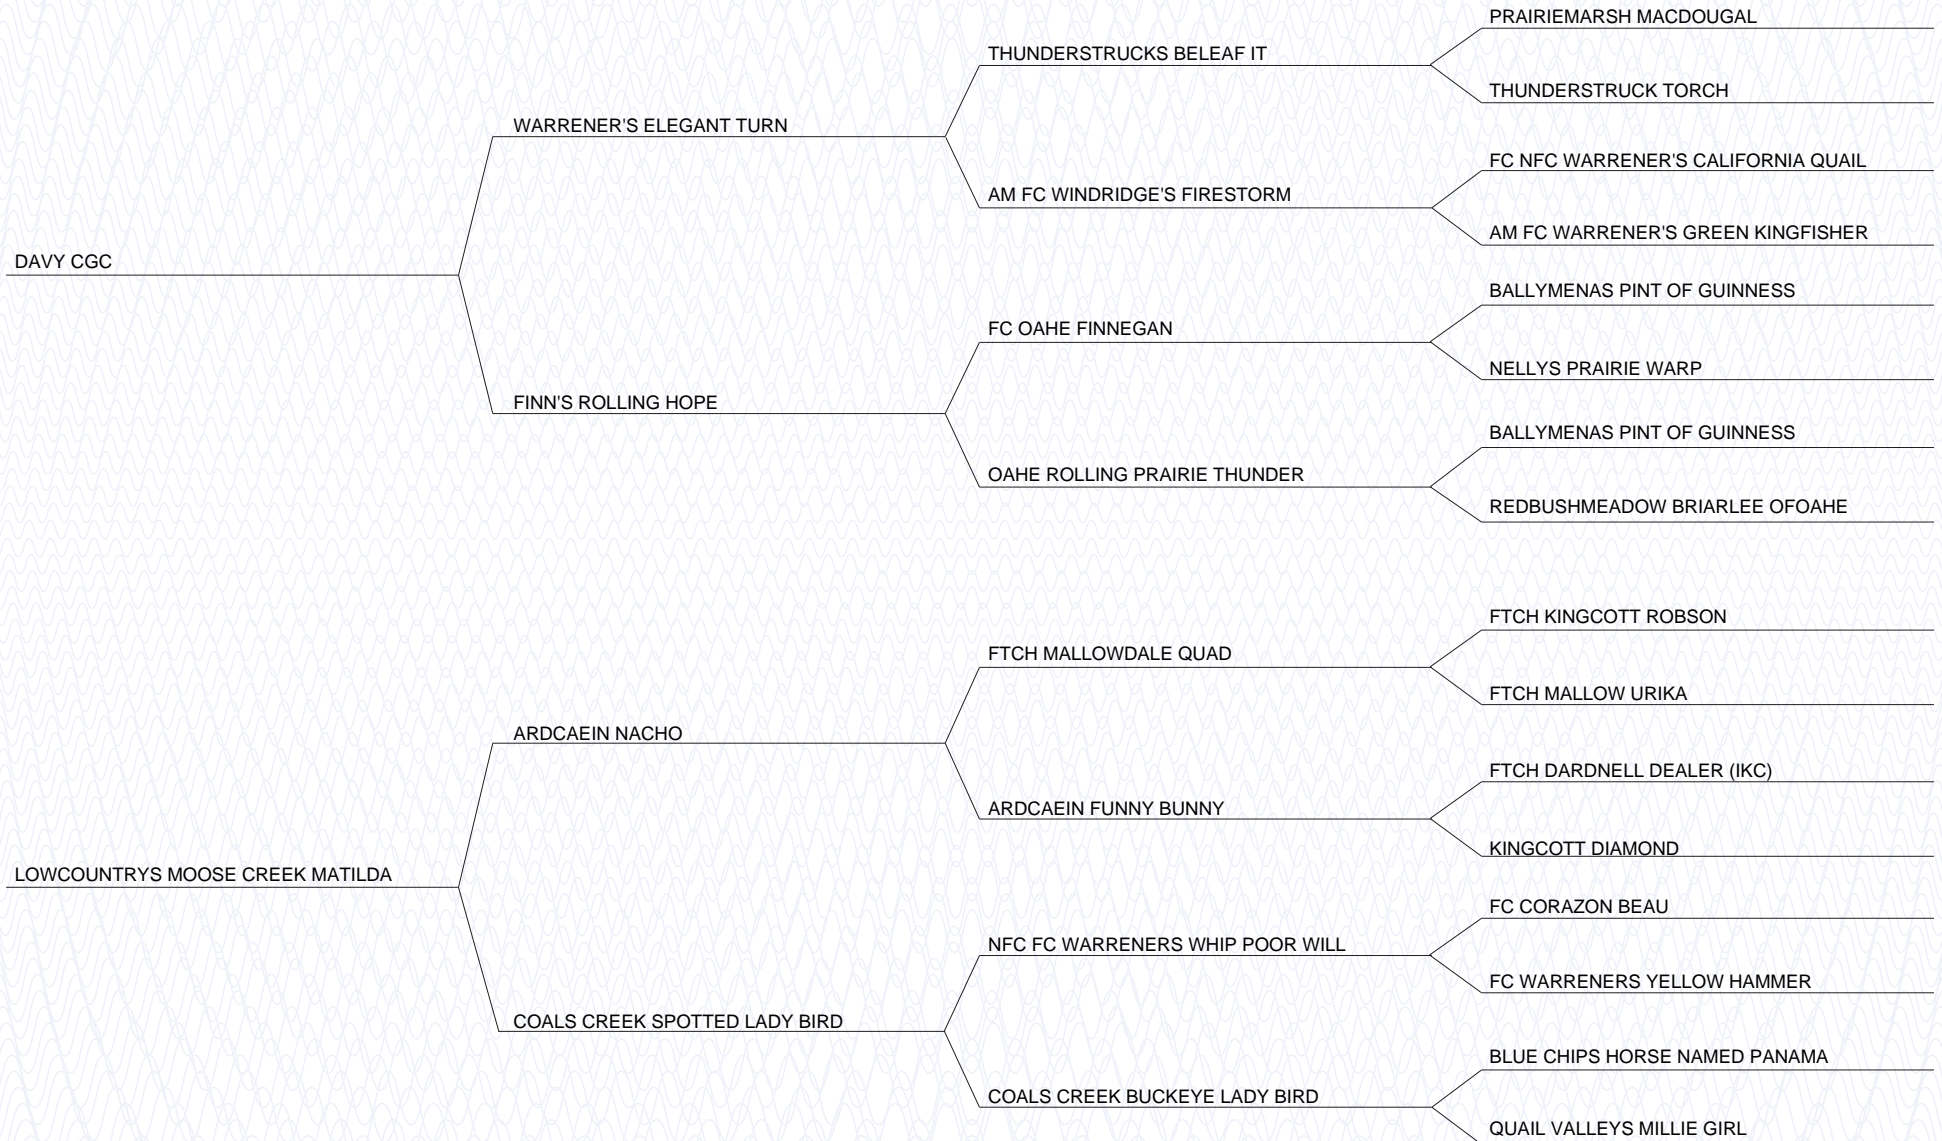 PRAIRIEMARSH MACDOUGAL
THUNDERSTRUCKS BELEAF IT
THUNDERSTRUCK TORCH
WARRENER'S ELEGANT TURN
FC NFC WARRENER'S CALIFORNIA QUAIL
AM FC WINDRIDGE'S FIRESTORM
AM FC WARRENER'S GREEN KINGFISHER
DAVY CGC
BALLYMENAS PINT OF GUINNESS
FC OAHE FINNEGAN
NELLYS PRAIRIE WARP
FINN'S ROLLING HOPE
BALLYMENAS PINT OF GUINNESS
OAHE ROLLING PRAIRIE THUNDER
REDBUSHMEADOW BRIARLEE OFOAHE
FTCH KINGCOTT ROBSON
FTCH MALLOWDALE QUAD
FTCH MALLOW URIKA
ARDCAEIN NACHO
FTCH DARDNELL DEALER (IKC)
ARDCAEIN FUNNY BUNNY
KINGCOTT DIAMOND
LOWCOUNTRYS MOOSE CREEK MATILDA
FC CORAZON BEAU
NFC FC WARRENERS WHIP POOR WILL
FC WARRENERS YELLOW HAMMER
COALS CREEK SPOTTED LADY BIRD
BLUE CHIPS HORSE NAMED PANAMA
COALS CREEK BUCKEYE LADY BIRD
QUAIL VALLEYS MILLIE GIRL